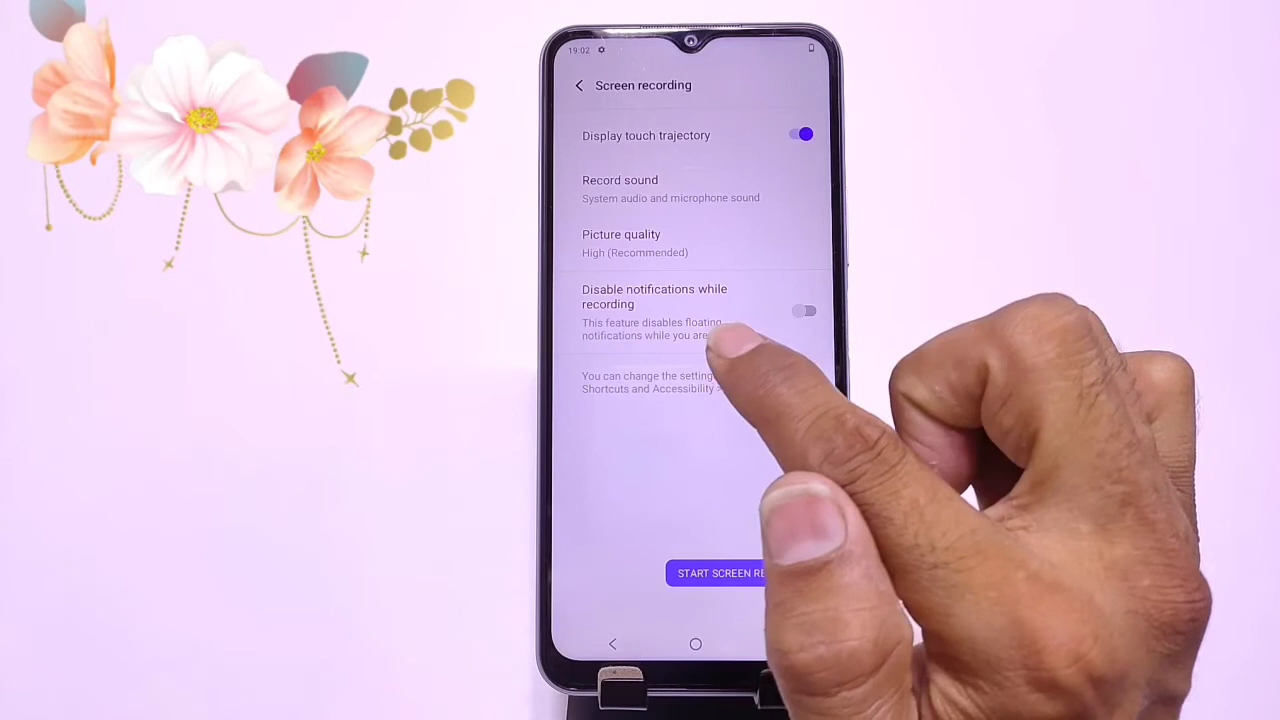 19:02
Screen recording
Display touch trajectory
Record sound
System audio and microphone sound
Picture quality
High (Recommended)
Disable notifications while
recording
This feature disables floating
notifications while you are
You can change the setting
Shortcuts and Accessibility >
START SCREEN RE